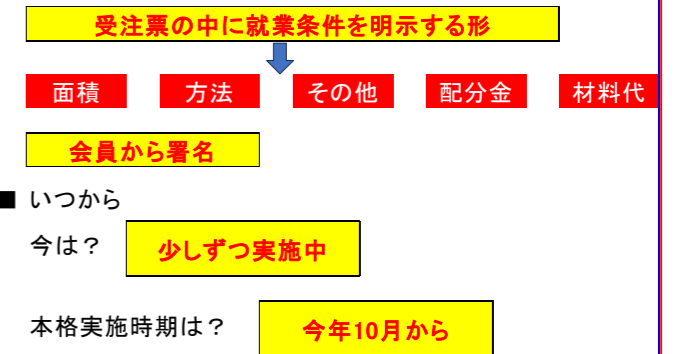 受注票の中に就業条件を明示する形
面積 方法 その他 配分金 材料代
会員から署名
■ いつから
今は？ 少しずつ実施中
本格実施時期は？ 今年10月から